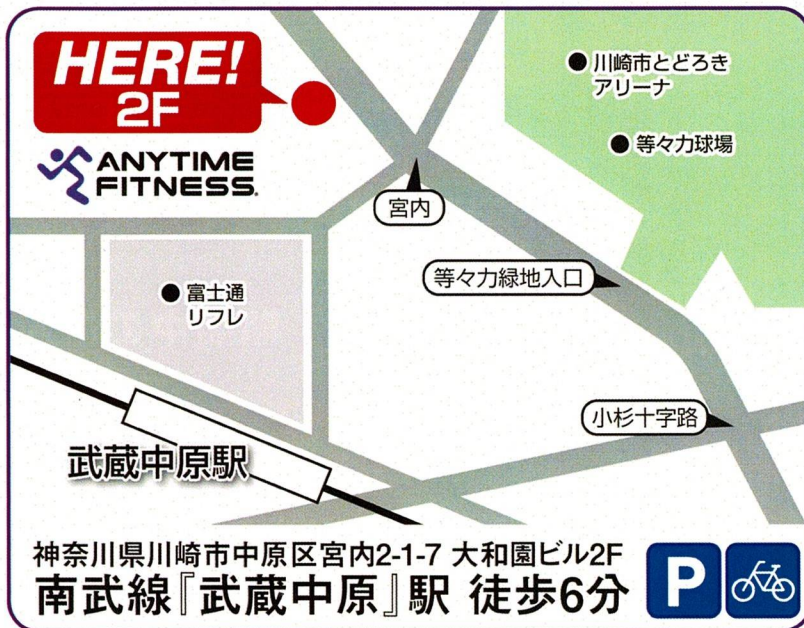 HERE!
2F
ANYTIME
FITNESS.
川崎市とどろき
アリーナ
等々力球場
宮内
等々力緑地入口
富士通
リフレ
小杉十字路
武蔵中原駅
神奈川県川崎市中原区宮内2-1-7 大和園ビル2F
南武線『武蔵中原』駅 徒歩6分
P